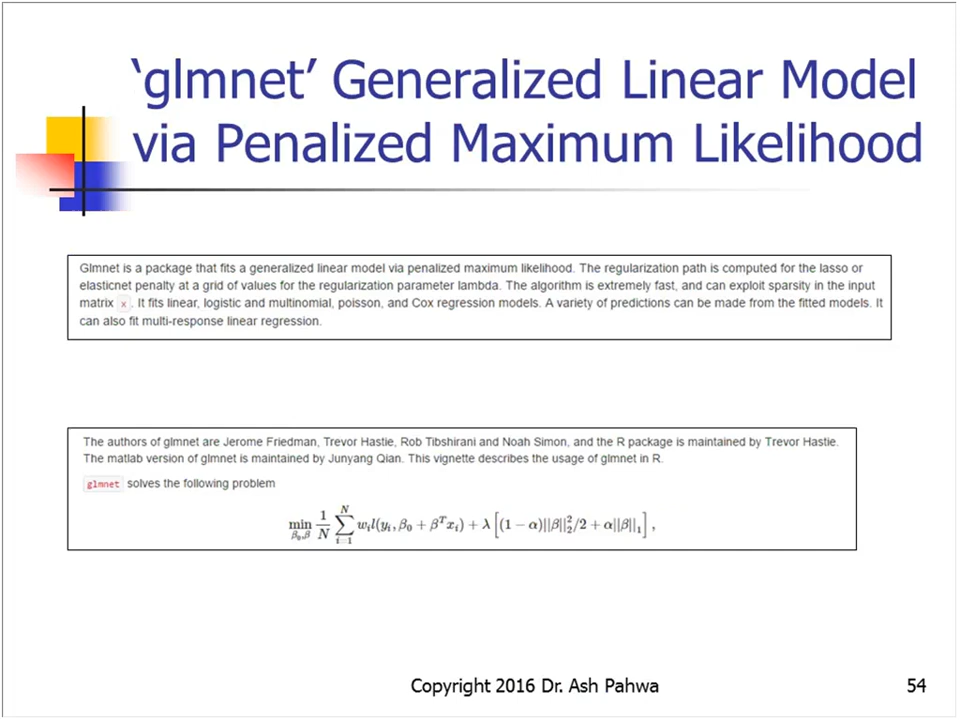 ‘glmnet’ Generalized Linear Model
via Penalized Maximum Likelihood
Glmnet is a package that fits a generalized linear model via penalized maximum likelihood. The regularization path is computed for the lasso or
elasticnet penalty at a grid of values for the regularization parameter lambda. The algorithm is extremely fast, and can exploit sparsity in the input
matrix x. It fits linear, logistic and multinomial, poisson, and Cox regression models. A variety of predictions can be made from the fitted models. It
can also fit multi-response linear regression.
The authors of glmnet are Jerome Friedman, Trevor Hastie, Rob Tibshirani and Noah Simon, and the R package is maintained by Trevor Hastie.
The matlab version of glmnet is maintained by Junyang Qian. This vignette describes the usage of glmnet in R.
glmnet solves the following problem
min_{β₀,β} 1/N ∑_{i=1}^{N} w_i l(y_i, β₀ + β^T x_i) + λ [(1 − α)||β||₂²/2 + α||β||₁] ,
Copyright 2016 Dr. Ash Pahwa 54